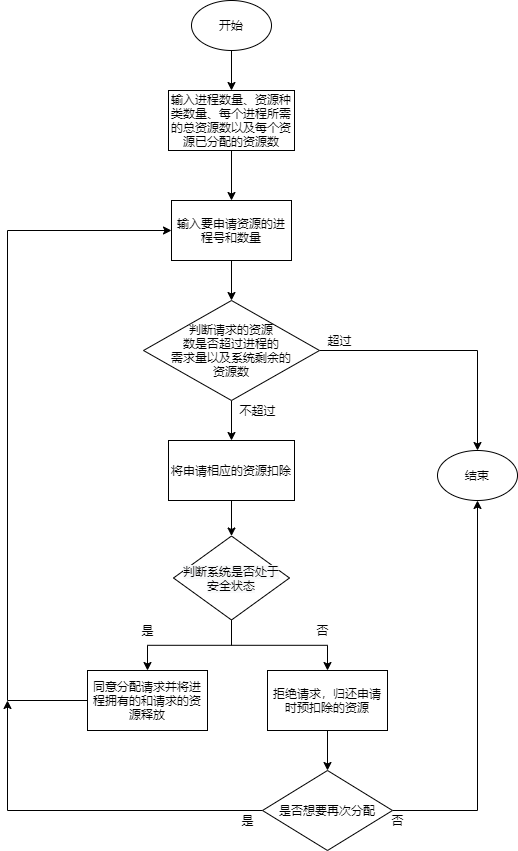 开始
输入进程数量、资源种
类数量、每个进程所需
的总资源数以及每个资
源已分配的资源数
输入要申请资源的进
程号和数量
判断请求的资源
数是否超过进程的
需求量以及系统剩余的
资源数
超过
不超过
将申请相应的资源扣除
结束
判断系统是否处于
安全状态
是
否
同意分配请求并将进
程拥有的和请求的资
源释放
拒绝请求，归还申请
时预扣除的资源
是否想要再次分配
是
否